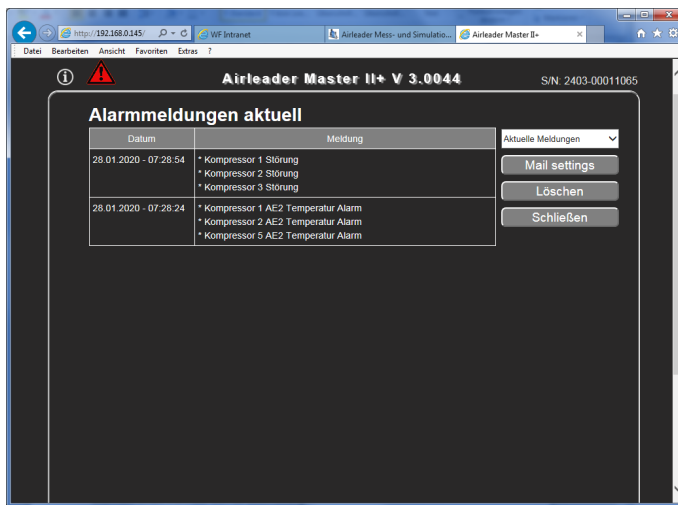 http://192.168.0.145/
WF Intranet
Airleader Mess- und Simulatio...
Airleader Master II+
Datei Bearbeiten Ansicht Favoriten Extras ?
Airleader Master II+ V 3.0044
S/N: 2403-00011065
Alarmmeldungen aktuell
Datum Meldung
Aktuelle Meldungen
28.01.2020 - 07:28:54 * Kompressor 1 Störung
* Kompressor 2 Störung
* Kompressor 3 Störung
Mail settings
Löschen
Schließen
28.01.2020 - 07:28:24 * Kompressor 1 AE2 Temperatur Alarm
* Kompressor 2 AE2 Temperatur Alarm
* Kompressor 5 AE2 Temperatur Alarm